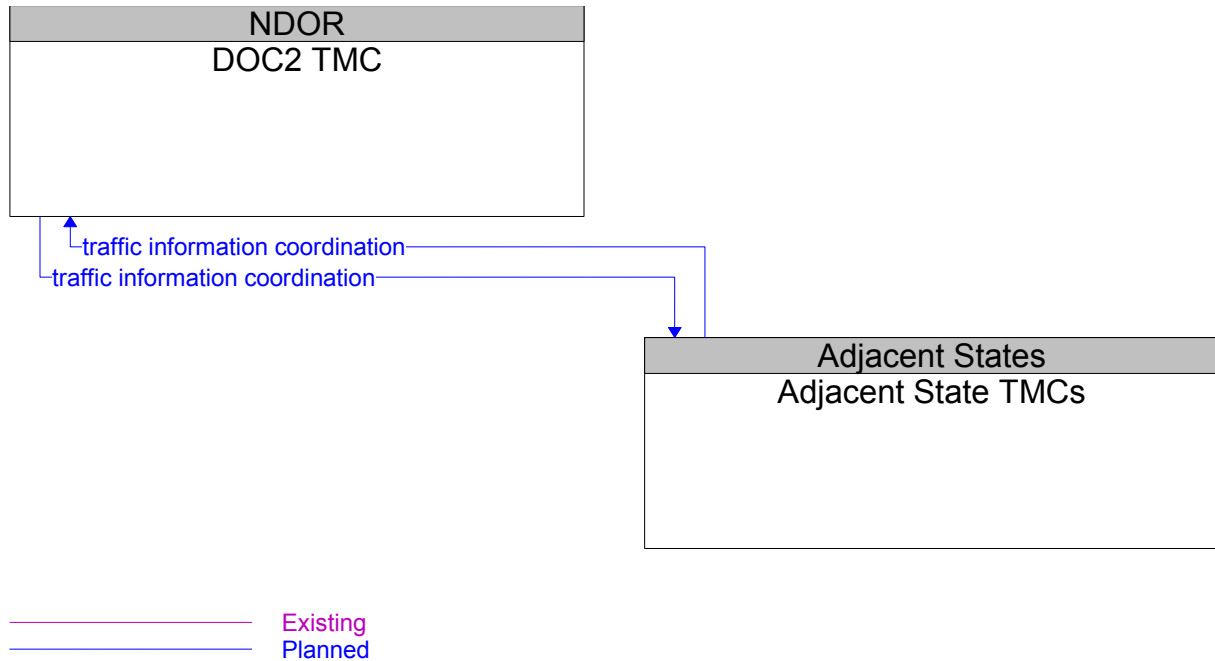 NDOR
DOC2 TMC
traffic information coordination
traffic information coordination
Adjacent States
Adjacent State TMCs
Existing
Planned